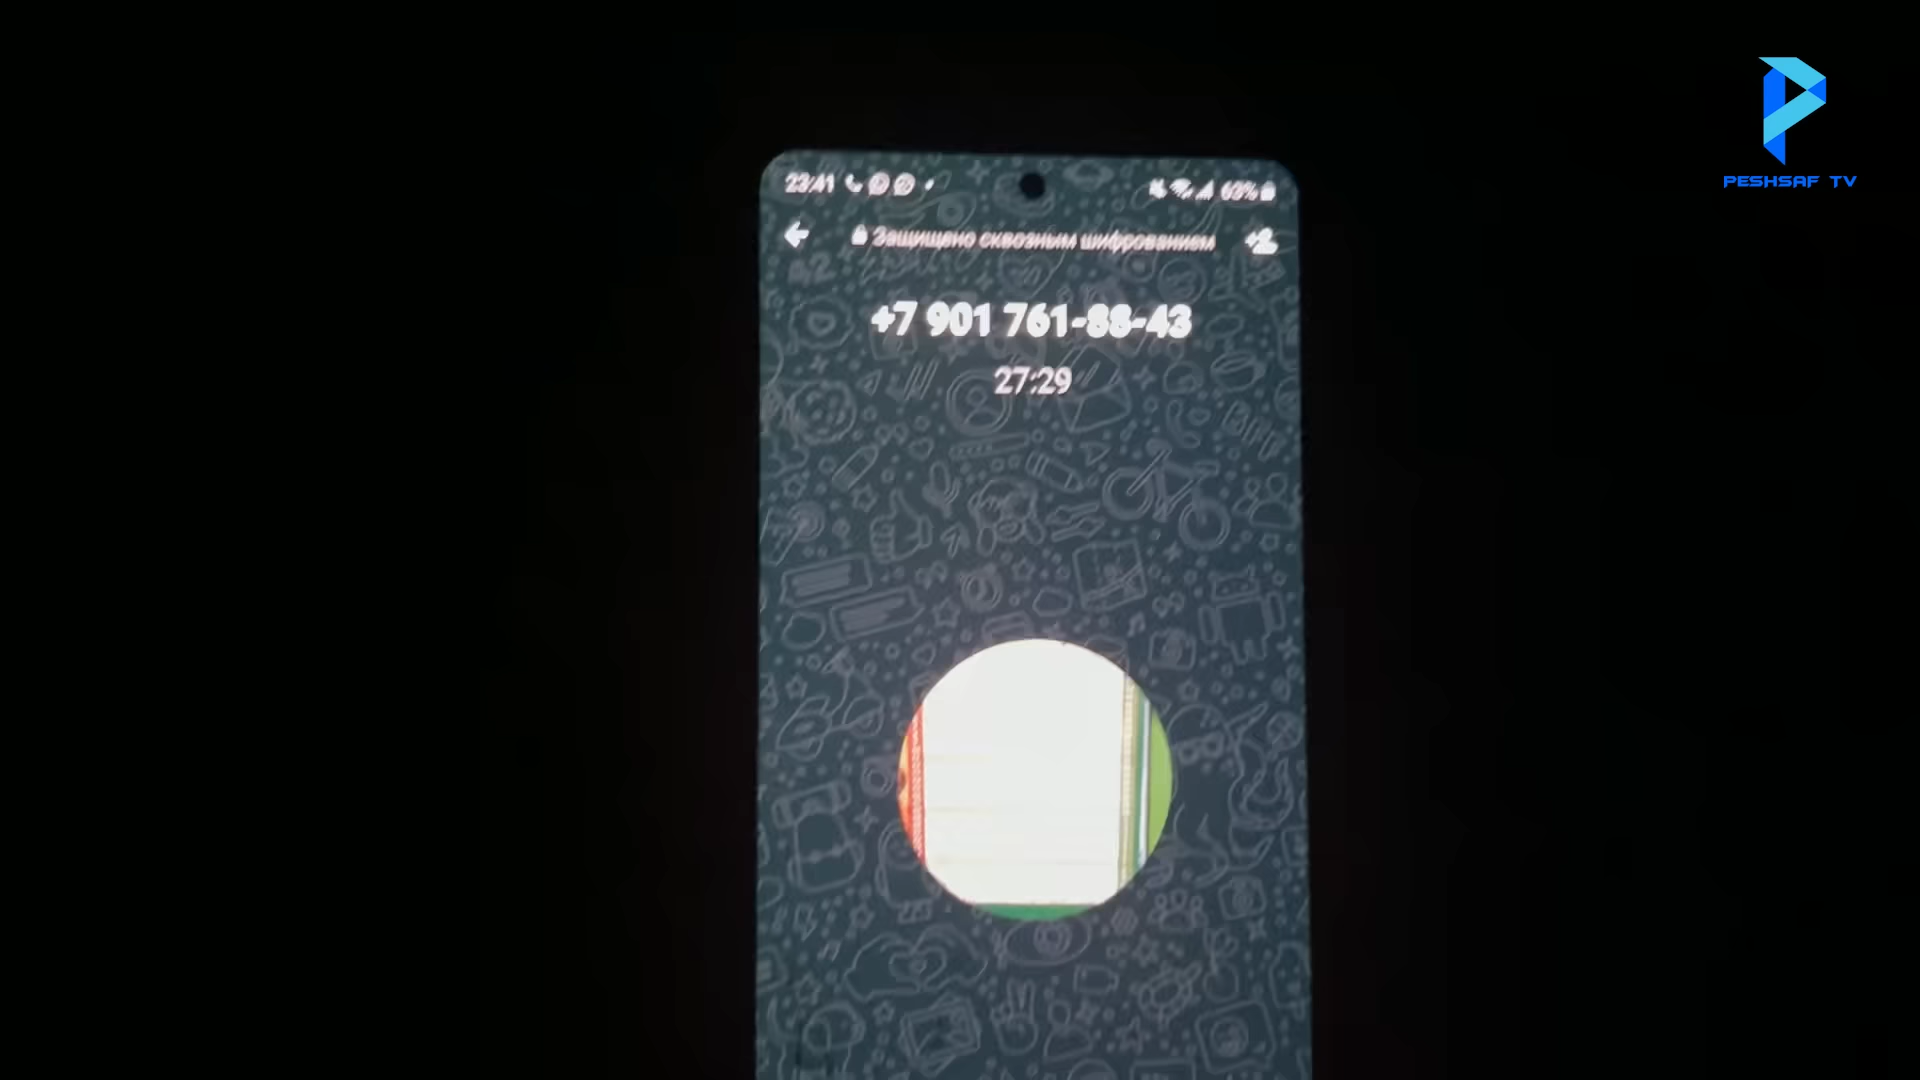 PESHSAF TV
23:41
63%
Защищено сквозным шифрованием
+7 901 761-88-43
27:29